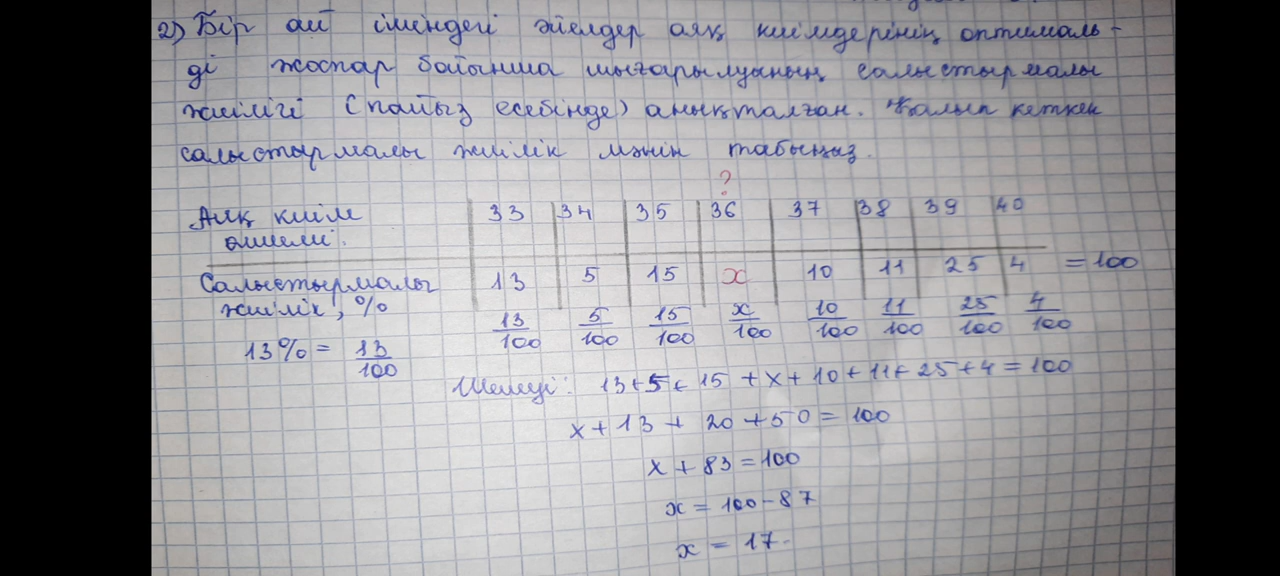 2) Бір ай ішіндегі әйелдер аяқ киімдерінің оптималь-
ді жоспар бойынша шығарылуының салыстырмалы
жиілігі (пайыз есебінде) анықталған. Қалып кеткен
салыстырмалы жиілік мәнін табыңыз.
?
Аяқ киім 33 34 35 36 37 38 39 40
өлшемі.
Салыстырмалы 13 5 15 x 10 11 25 4 = 100
жиілік, % 13/100 5/100 15/100 x/100 10/100 11/100 25/100 4/100
13% = 13/100
Шешуі: 13+5+15+x+10+11+25+4=100
x+13+20+50=100
x+83=100
x=100-87
x=17.